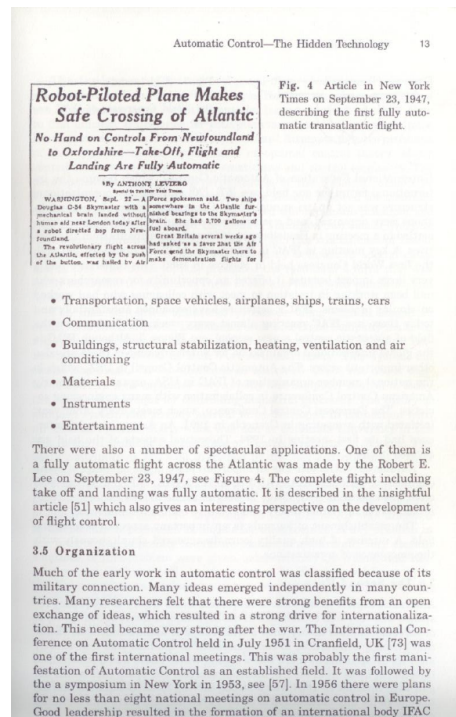 Automatic Control—The Hidden Technology 13
Robot-Piloted Plane Makes
Safe Crossing of Atlantic
No Hand on Controls From Newfoundland
to Oxfordshire—Take-Off, Flight and
Landing Are Fully Automatic
By ANTHONY LEVIERO
Special to THE NEW YORK TIMES.
WASHINGTON, Sept. 22 — A
Douglas C-54 Skymaster with a
mechanical brain landed without
human aid near London today after
a robot directed hop from New-
foundland.
The revolutionary flight across
the Atlantic, effected by the push
of the button, was hailed by Air
Force spokesmen said. Two ships
somewhere in the Atlantic fur-
nished bearings to the Skymaster's
brain. She had 3,700 gallons of
fuel aboard.
Great Britain several weeks ago
had asked as a favor that the Air
Force send the Skymaster there to
make demonstration flights for
Fig. 4 Article in New York
Times on September 23, 1947,
describing the first fully auto-
matic transatlantic flight.
• Transportation, space vehicles, airplanes, ships, trains, cars
• Communication
• Buildings, structural stabilization, heating, ventilation and air
conditioning
• Materials
• Instruments
• Entertainment
There were also a number of spectacular applications. One of them is
a fully automatic flight across the Atlantic was made by the Robert E.
Lee on September 23, 1947, see Figure 4. The complete flight including
take off and landing was fully automatic. It is described in the insightful
article [51] which also gives an interesting perspective on the development
of flight control.
3.5 Organization
Much of the early work in automatic control was classified because of its
military connection. Many ideas emerged independently in many coun-
tries. Many researchers felt that there were strong benefits from an open
exchange of ideas, which resulted in a strong drive for internationaliza-
tion. This need became very strong after the war. The International Con-
ference on Automatic Control held in July 1951 in Cranfield, UK [73] was
one of the first international meetings. This was probably the first mani-
festation of Automatic Control as an established field. It was followed by
the a symposium in New York in 1953, see [57]. In 1956 there were plans
for no less than eight national meetings on automatic control in Europe.
Good leadership resulted in the formation of an international body IFAC